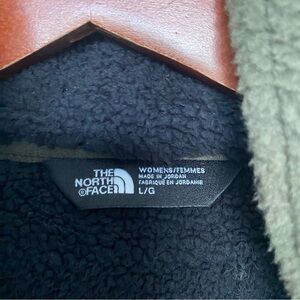 THE
NORTH
®FACE
WOMENS/FEMMES
MADE IN JORDAN
FABRIQUÉ EN JORDANIE
L/G